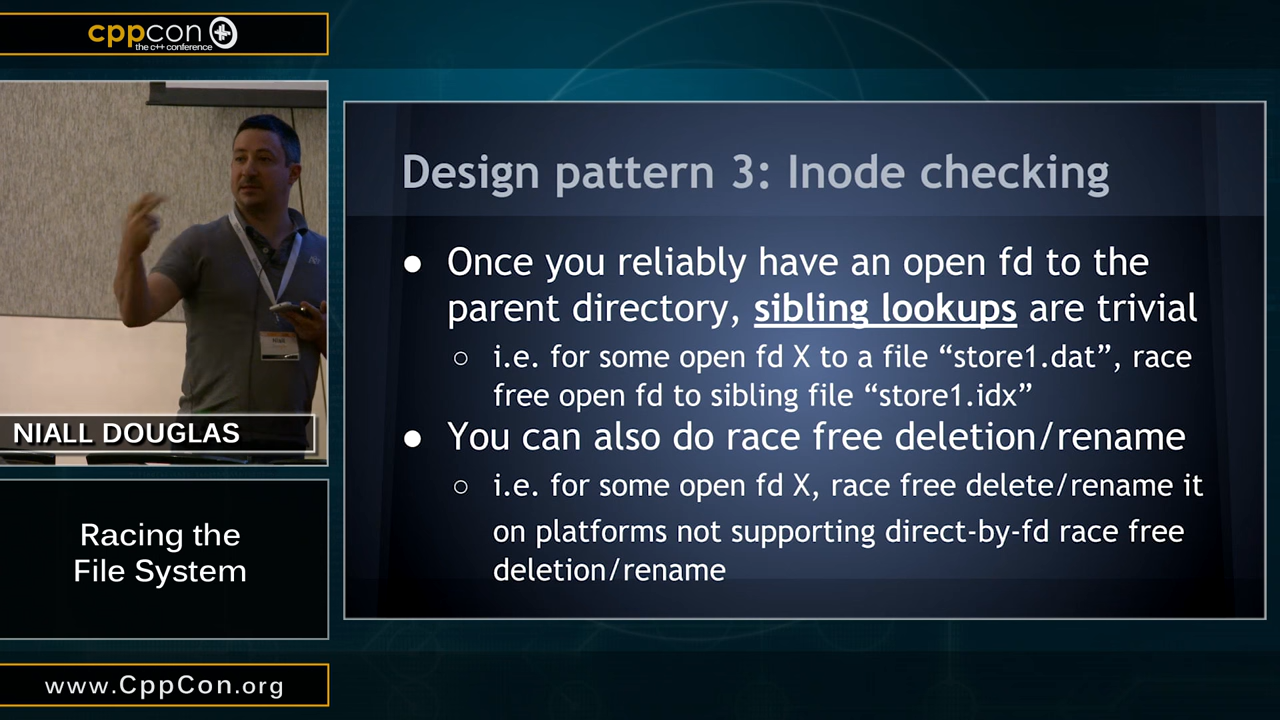 cppcon
the c++ conference
NIALL DOUGLAS
Racing the
File System
www.CppCon.org
Design pattern 3: Inode checking
● Once you reliably have an open fd to the
parent directory, sibling lookups are trivial
○ i.e. for some open fd X to a file “store1.dat”, race
free open fd to sibling file “store1.idx”
● You can also do race free deletion/rename
○ i.e. for some open fd X, race free delete/rename it
on platforms not supporting direct-by-fd race free
deletion/rename